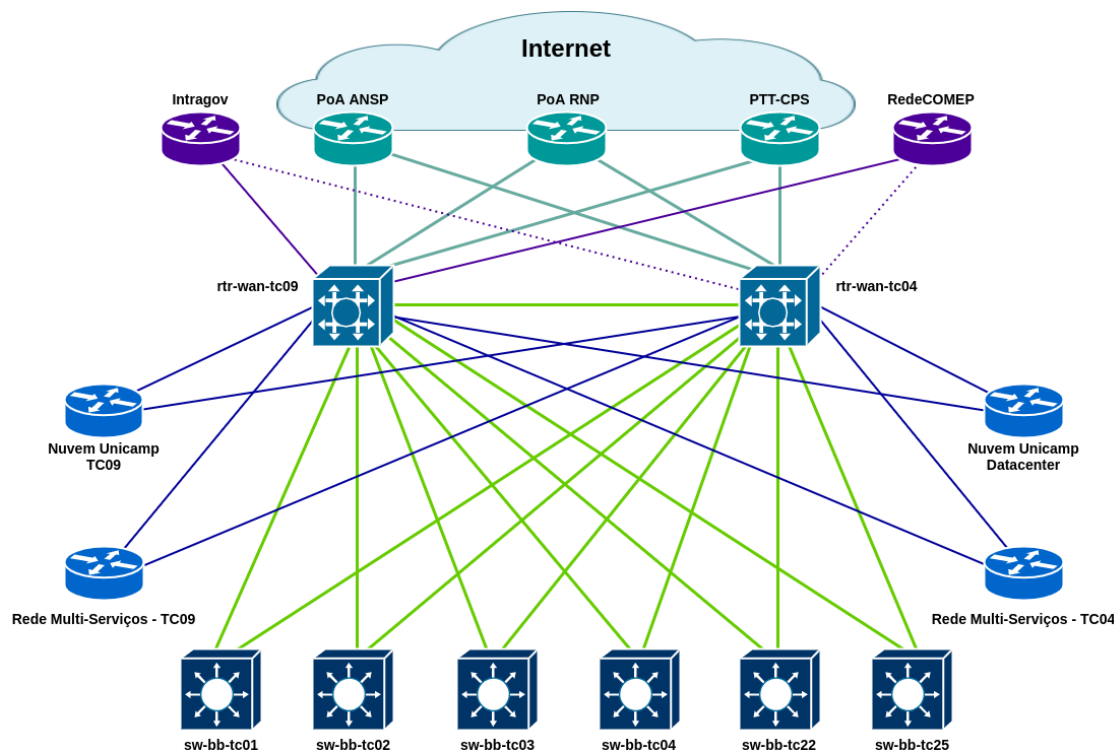 Internet
Intragov
PoA ANSP
PoA RNP
PTT-CPS
RedeCOMEP
rtr-wan-tc09
rtr-wan-tc04
Nuvem Unicamp
TC09
Nuvem Unicamp
Datacenter
Rede Multi-Serviços - TC09
Rede Multi-Serviços - TC04
sw-bb-tc01
sw-bb-tc02
sw-bb-tc03
sw-bb-tc04
sw-bb-tc22
sw-bb-tc25